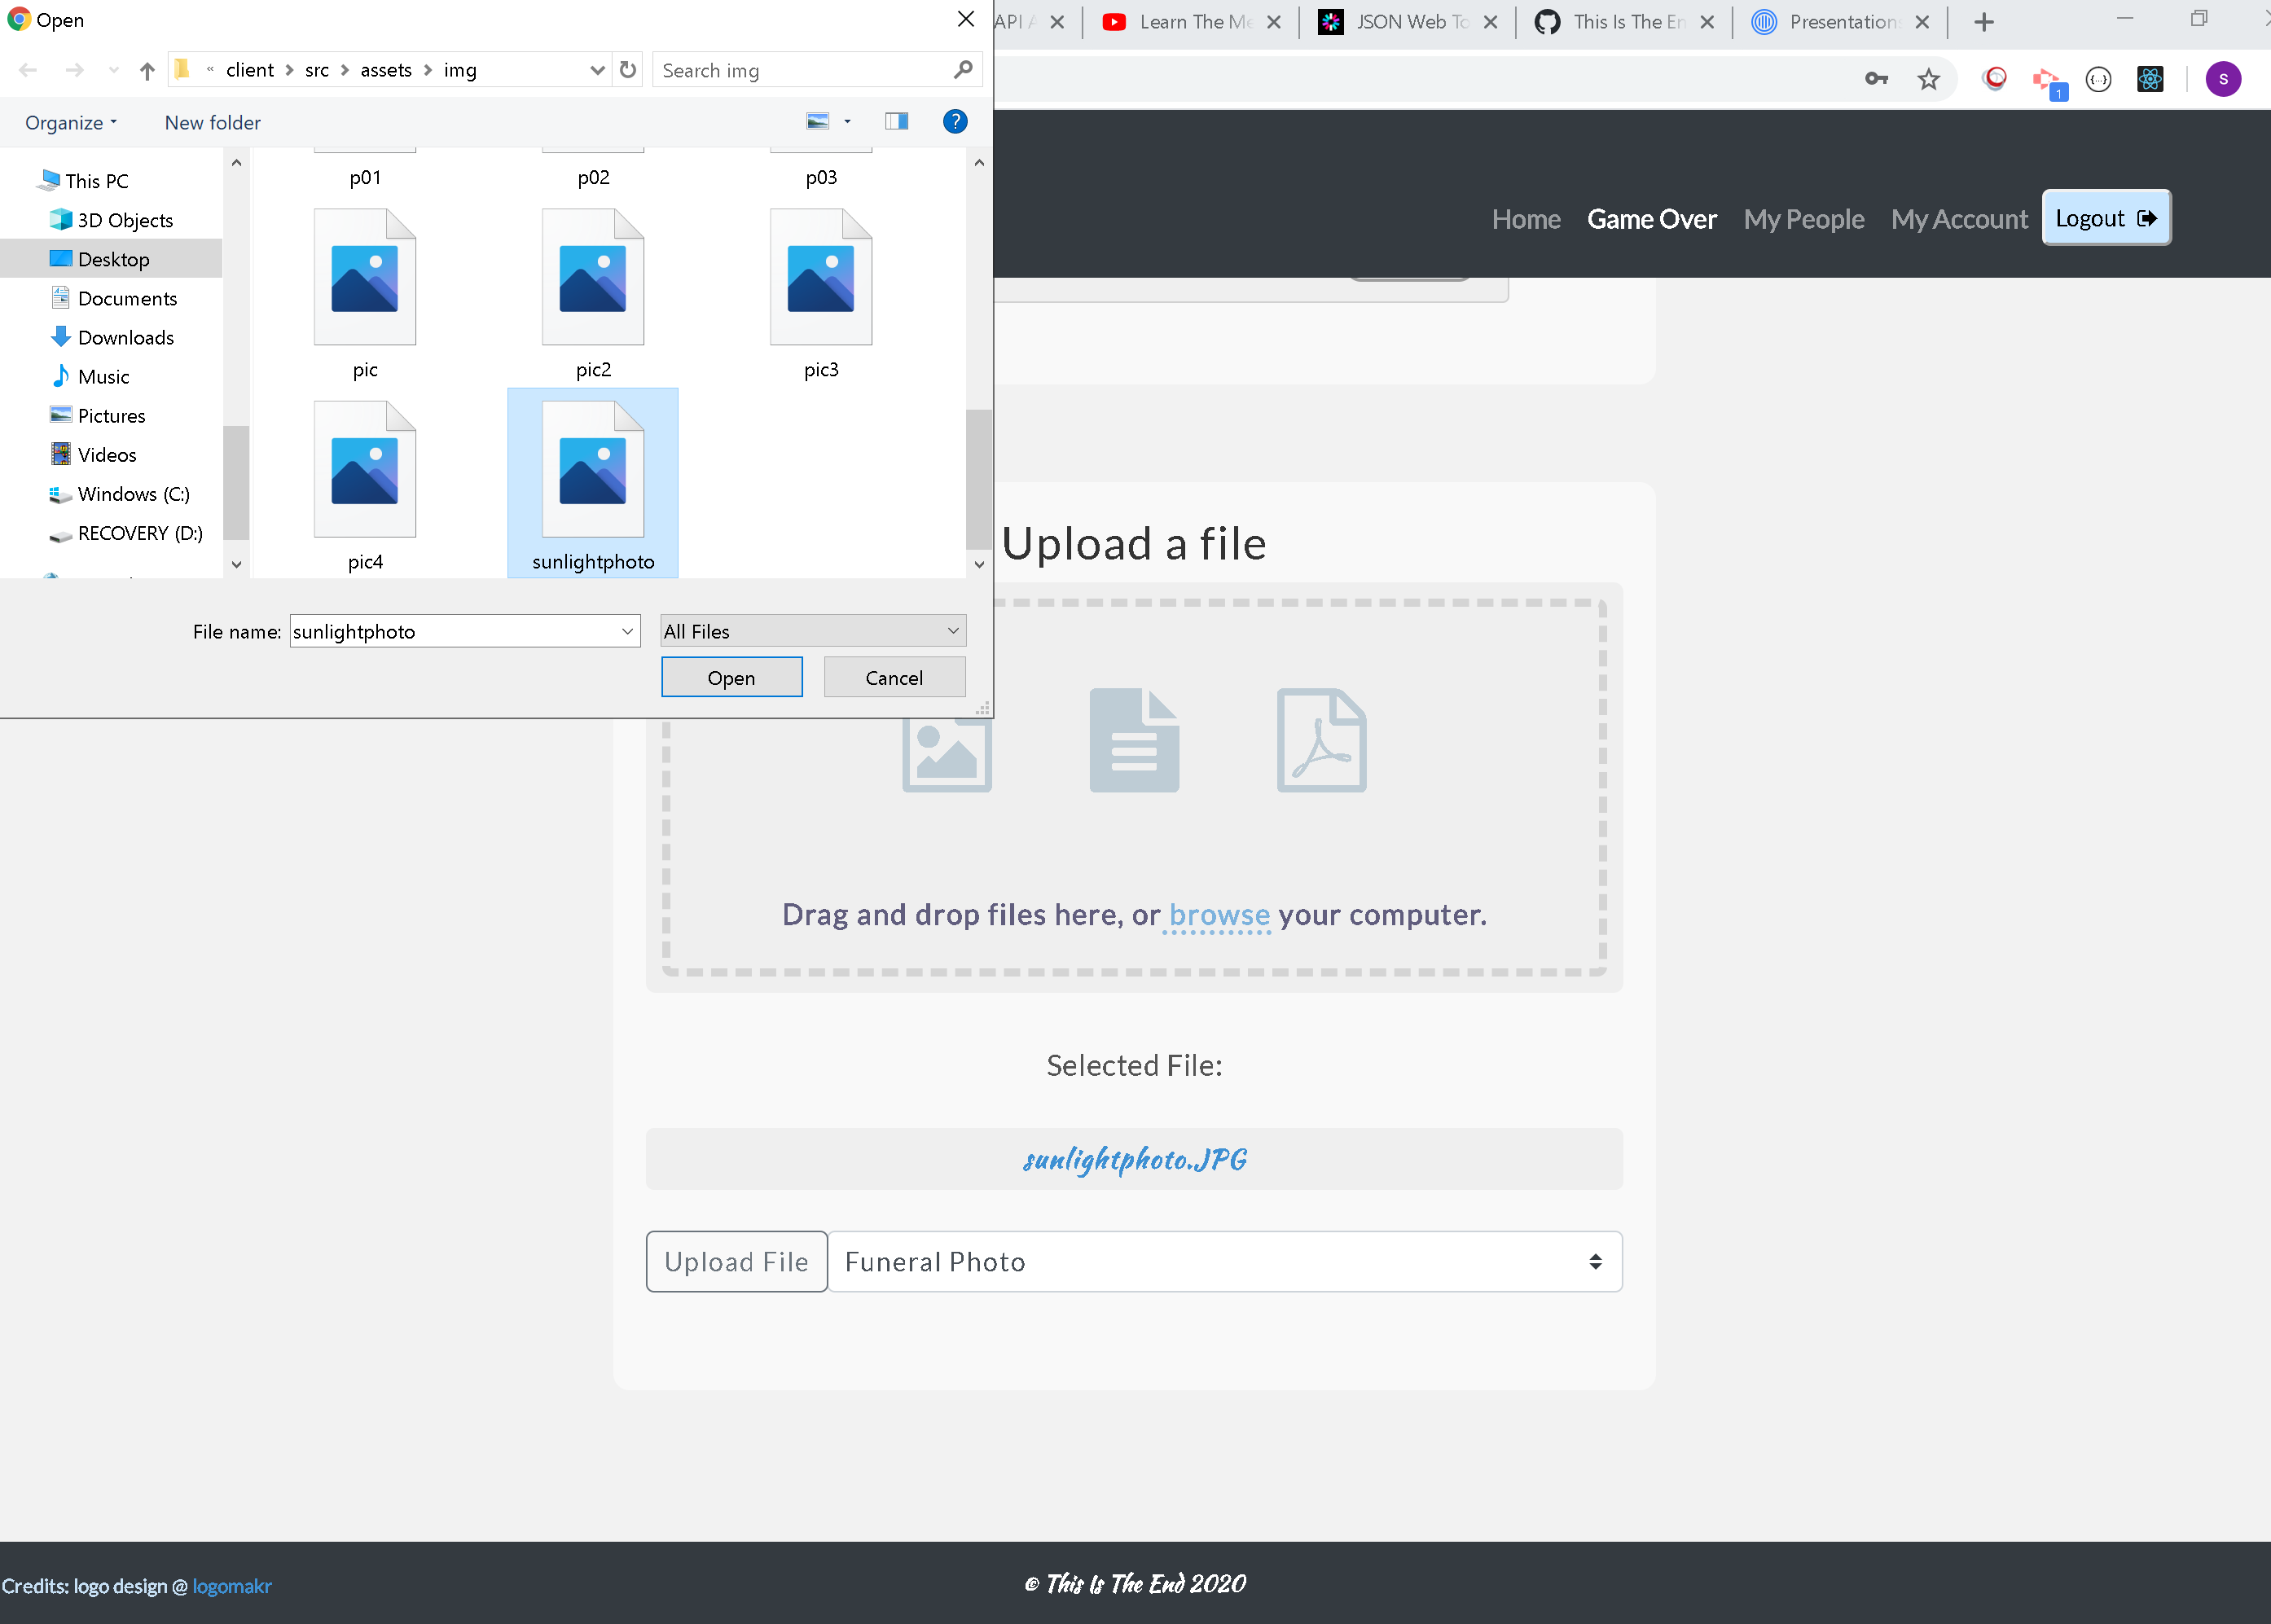 Open
API A
Learn The Me
JSON Web To
This Is The En
Presentation
« client > src > assets > img
Search img
1
{...}
S
Organize
New folder
?
This PC
3D Objects
Desktop
Documents
Downloads
Music
Pictures
Videos
Windows (C:)
RECOVERY (D:)
p01
p02
p03
pic
pic2
pic3
pic4
sunlightphoto
File name: sunlightphoto
All Files
Open
Cancel
Home
Game Over
My People
My Account
Logout
Upload a file
Drag and drop files here, or browse your computer.
Selected File:
sunlightphoto.JPG
Upload File
Funeral Photo
Credits: logo design @ logomakr
© This Is The End 2020